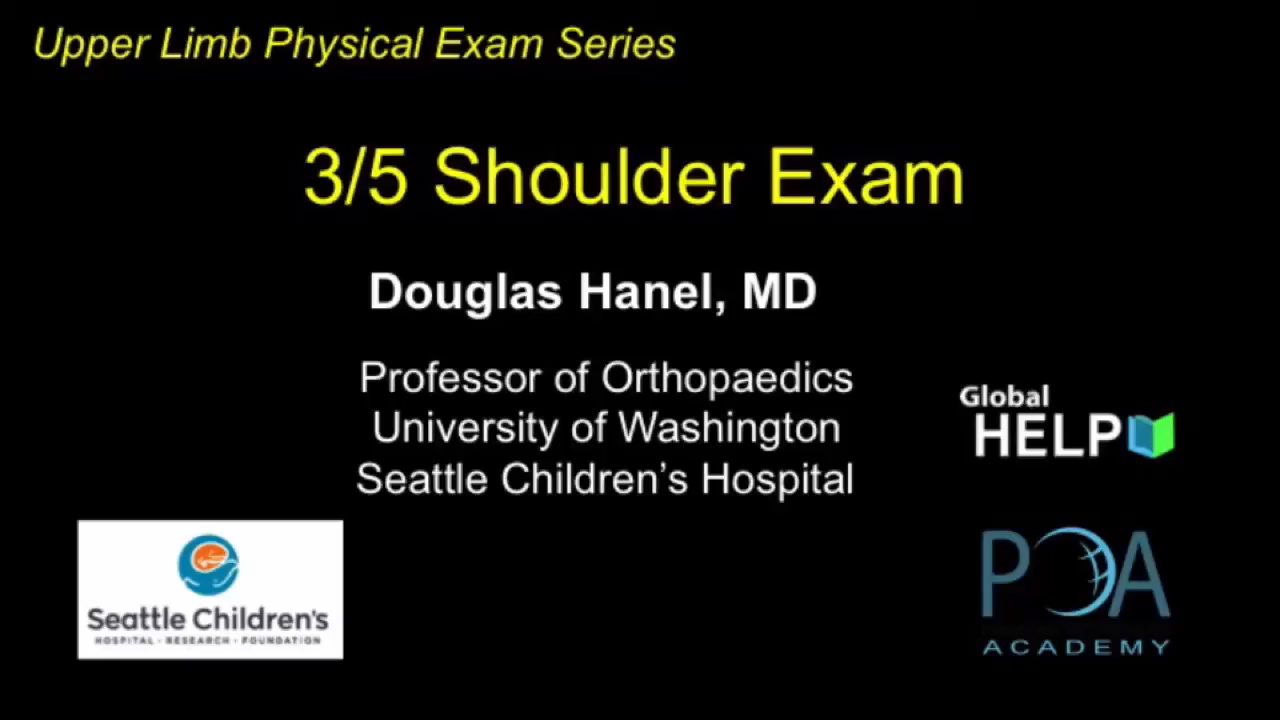 Upper Limb Physical Exam Series
3/5 Shoulder Exam
Douglas Hanel, MD
Professor of Orthopaedics
University of Washington
Seattle Children's Hospital
Global
HELP
Seattle Children's
HOSPITAL · RESEARCH · FOUNDATION
POA
ACADEMY